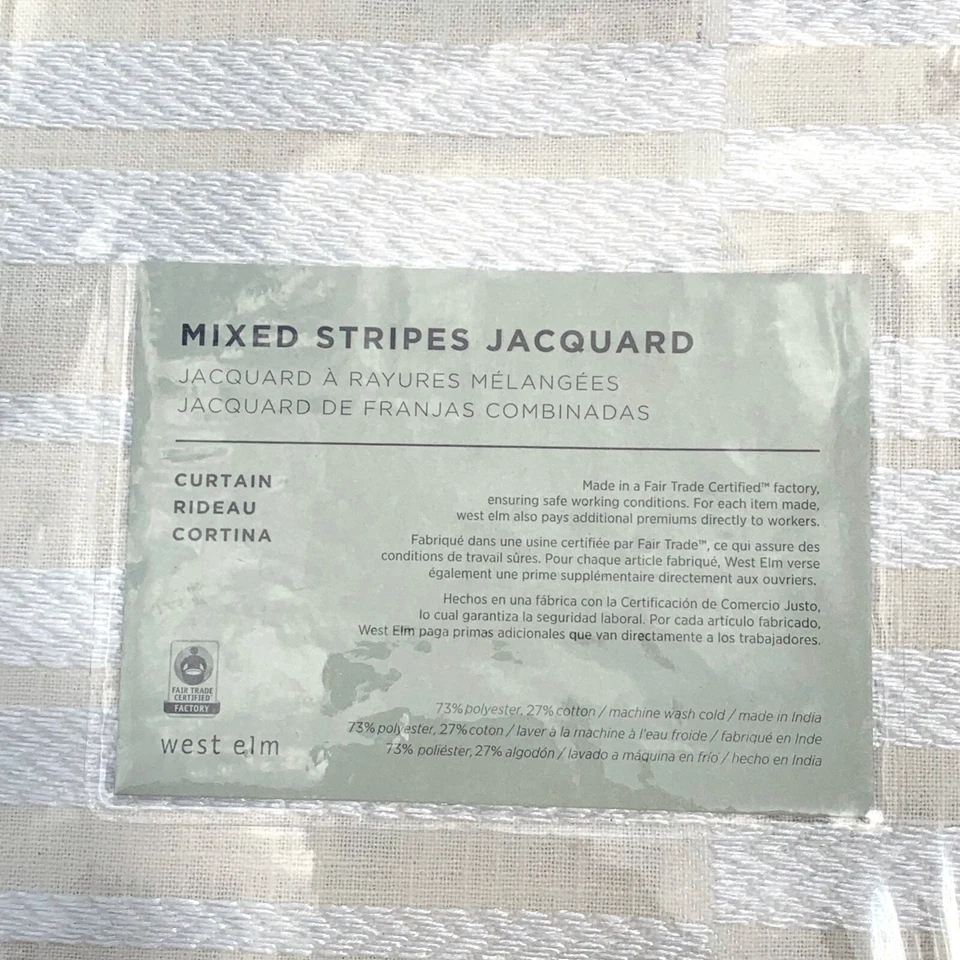 MIXED STRIPES JACQUARD
JACQUARD À RAYURES MÉLANGÉES
JACQUARD DE FRANJAS COMBINADAS
CURTAIN
RIDEAU
CORTINA
Made in a Fair Trade Certified™ factory,
ensuring safe working conditions. For each item made,
west elm also pays additional premiums directly to workers.
Fabriqué dans une usine certifiée par Fair Trade™, ce qui assure des
conditions de travail sûres. Pour chaque article fabriqué, West Elm verse
également une prime supplémentaire directement aux ouvriers.
Hechos en una fábrica con la Certificación de Comercio Justo,
lo cual garantiza la seguridad laboral. Por cada artículo fabricado,
West Elm paga primas adicionales que van directamente a los trabajadores.
FAIR TRADE
CERTIFIED
FACTORY
west elm
73% polyester, 27% cotton / machine wash cold / made in India
73% polyester, 27% coton / laver à la machine à l'eau froide / fabriqué en Inde
73% poliéster, 27% algodón / lavado a máquina en frío / hecho en India